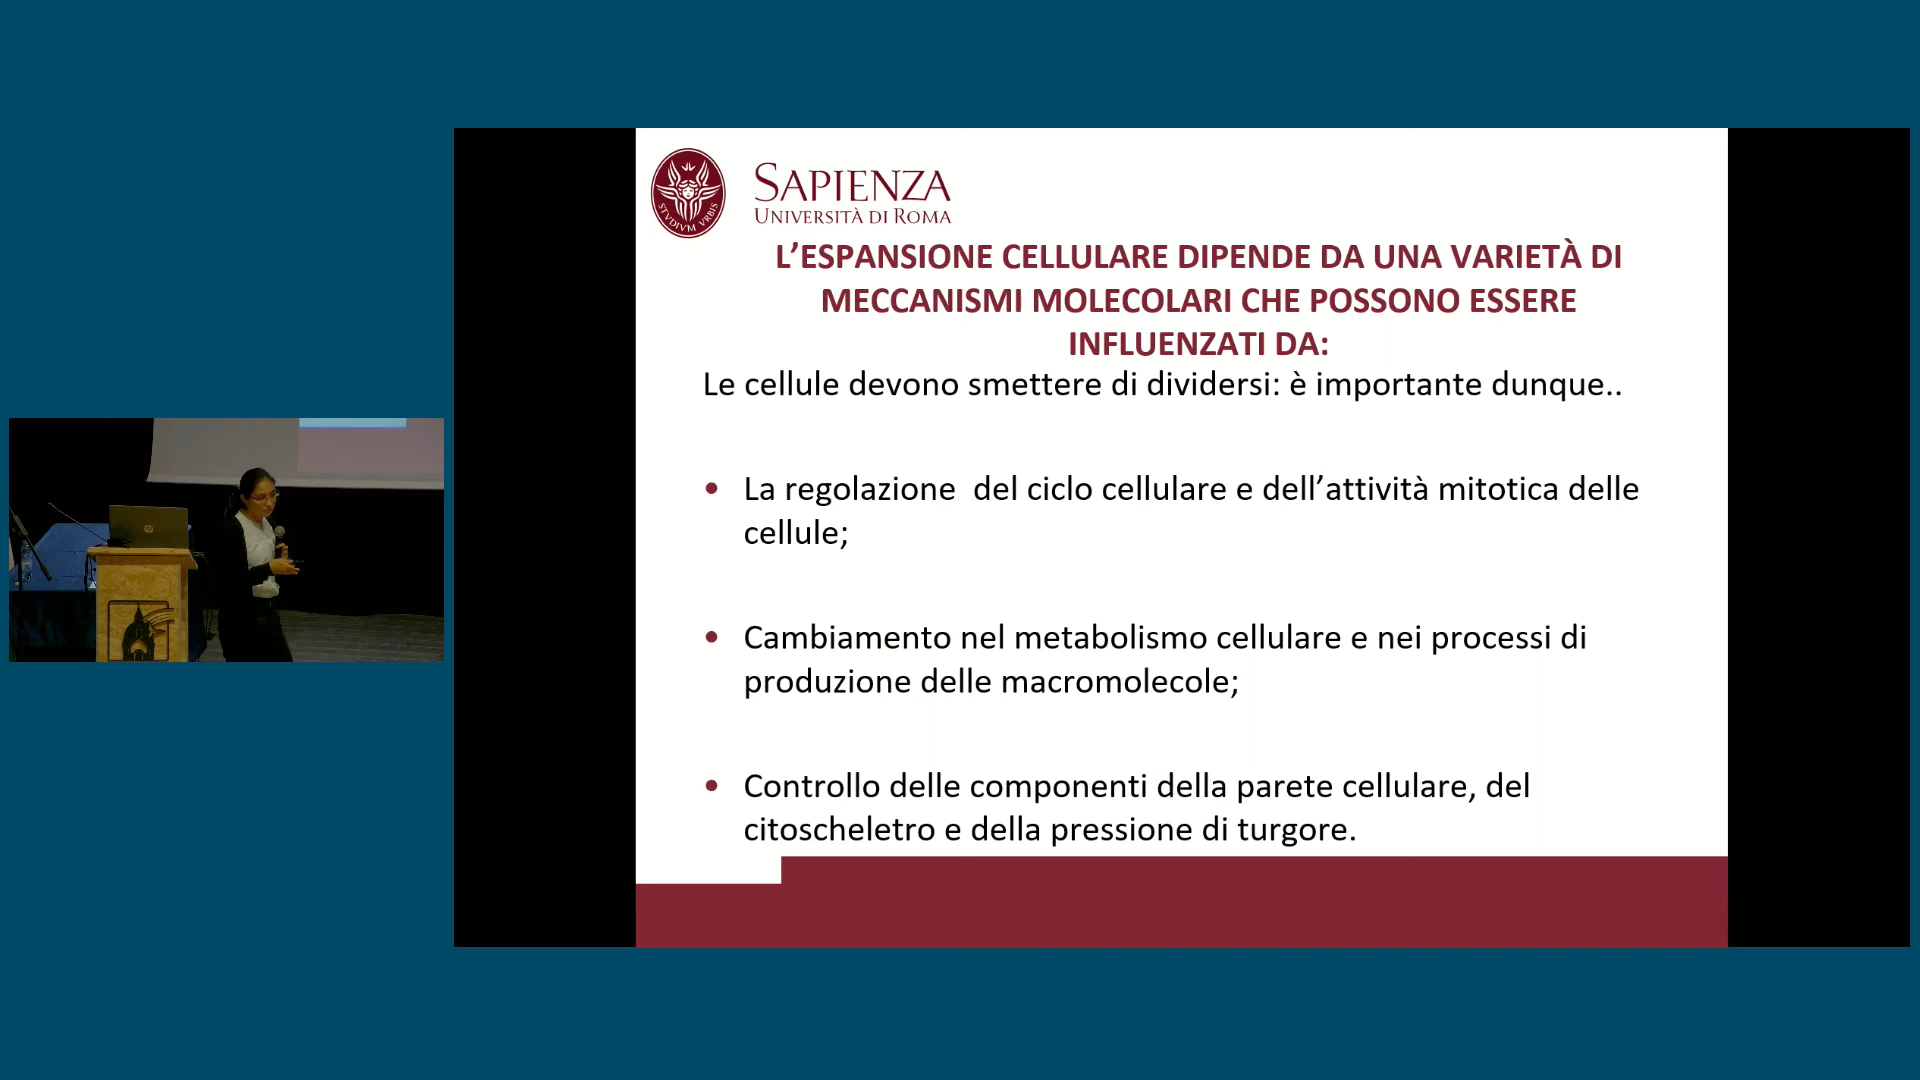 STVDIVM VRBIS
SAPIENZA
UNIVERSITÀ DI ROMA
L’ESPANSIONE CELLULARE DIPENDE DA UNA VARIETÀ DI
MECCANISMI MOLECOLARI CHE POSSONO ESSERE
INFLUENZATI DA:
Le cellule devono smettere di dividersi: è importante dunque..
• La regolazione  del ciclo cellulare e dell’attività mitotica delle
cellule;
• Cambiamento nel metabolismo cellulare e nei processi di
produzione delle macromolecole;
• Controllo delle componenti della parete cellulare, del
citoscheletro e della pressione di turgore.
hp